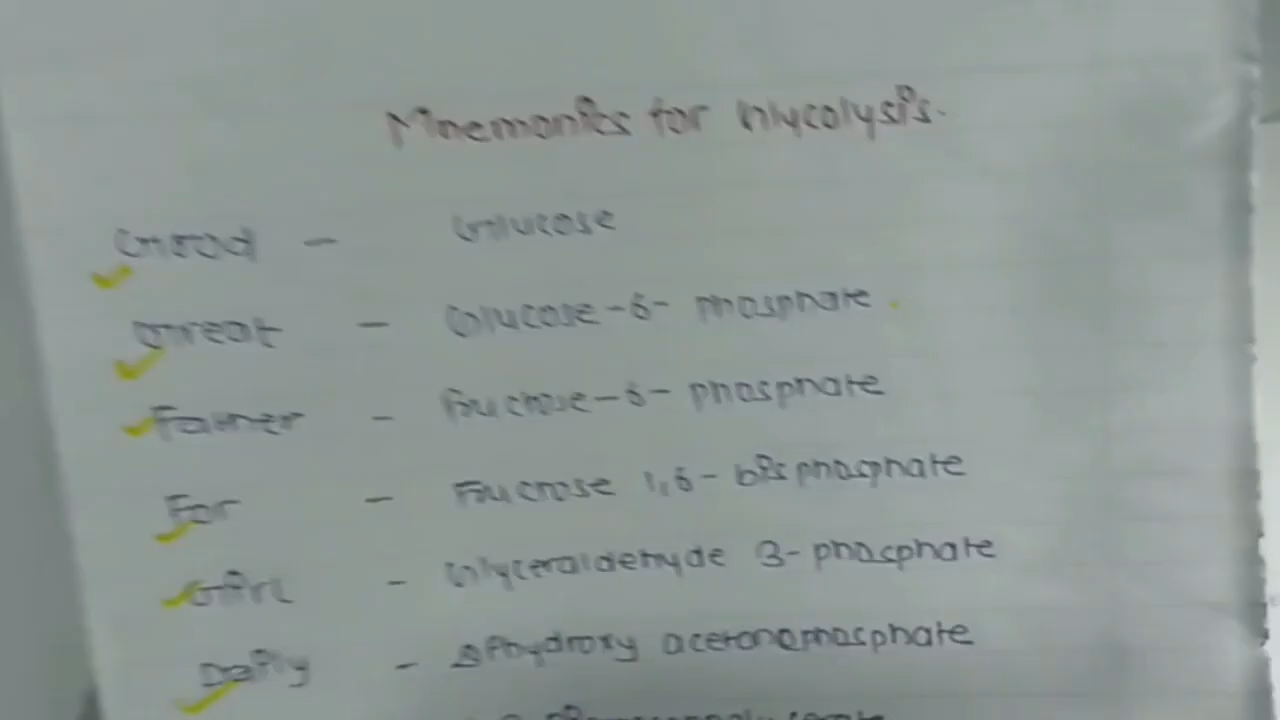 Mnemonics for Glycolysis.
Good - Glucose
Great - Glucose-6- phosphate
Father - Fructose-6- phosphate
For - Fructose 1,6- bisphosphate
Girl - Glyceraldehyde 3-phosphate
Daily - Dihydroxy acetonephosphate